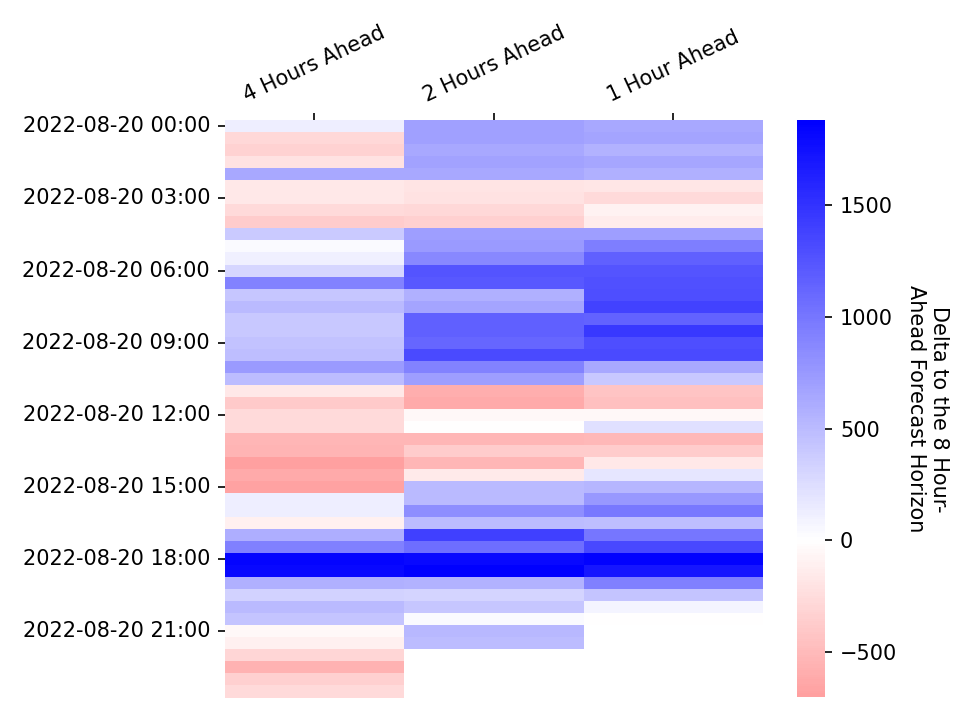 4 Hours Ahead
2 Hours Ahead
1 Hour Ahead
2022-08-20 00:00
2022-08-20 03:00
2022-08-20 06:00
2022-08-20 09:00
2022-08-20 12:00
2022-08-20 15:00
2022-08-20 18:00
2022-08-20 21:00
1500
1000
500
0
−500
Delta to the 8 Hour-
Ahead Forecast Horizon